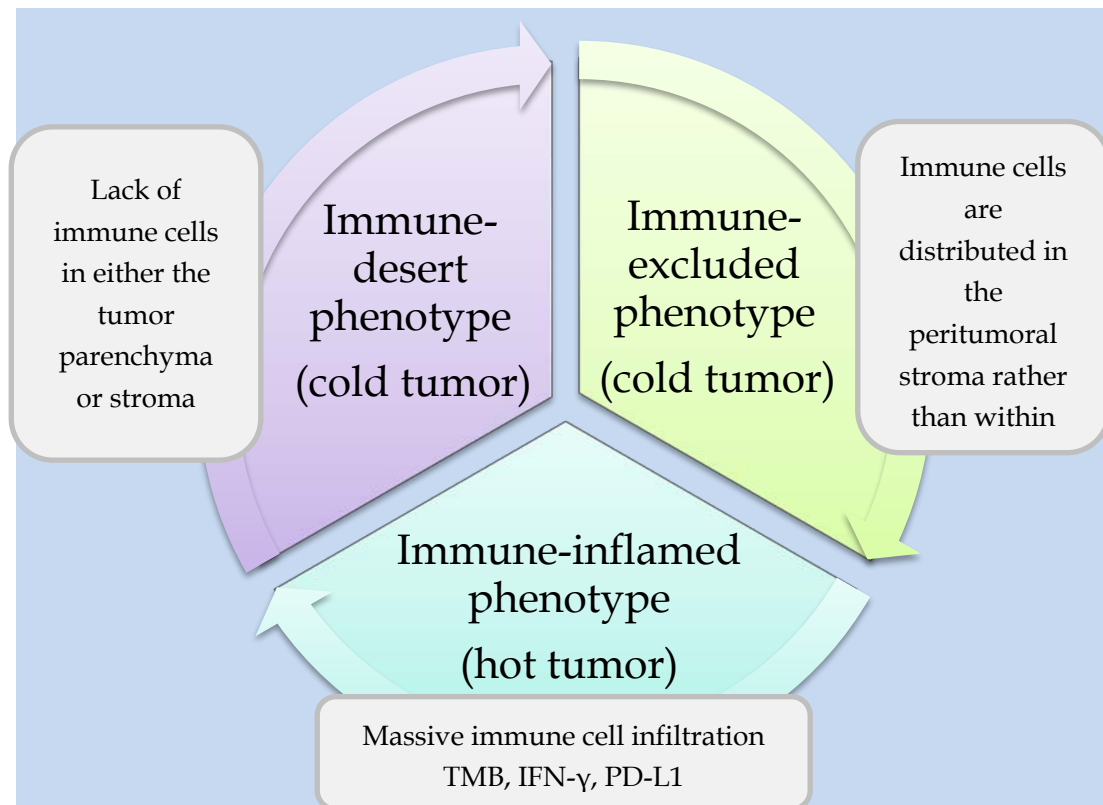 Lack of
immune cells
in either the
tumor
parenchyma
or stroma
Immune-
desert
phenotype
(cold tumor)
Immune-
excluded
phenotype
(cold tumor)
Immune cells
are
distributed in
the
peritumoral
stroma rather
than within
Immune-inflamed
phenotype
(hot tumor)
Massive immune cell infiltration
TMB, IFN-γ, PD-L1